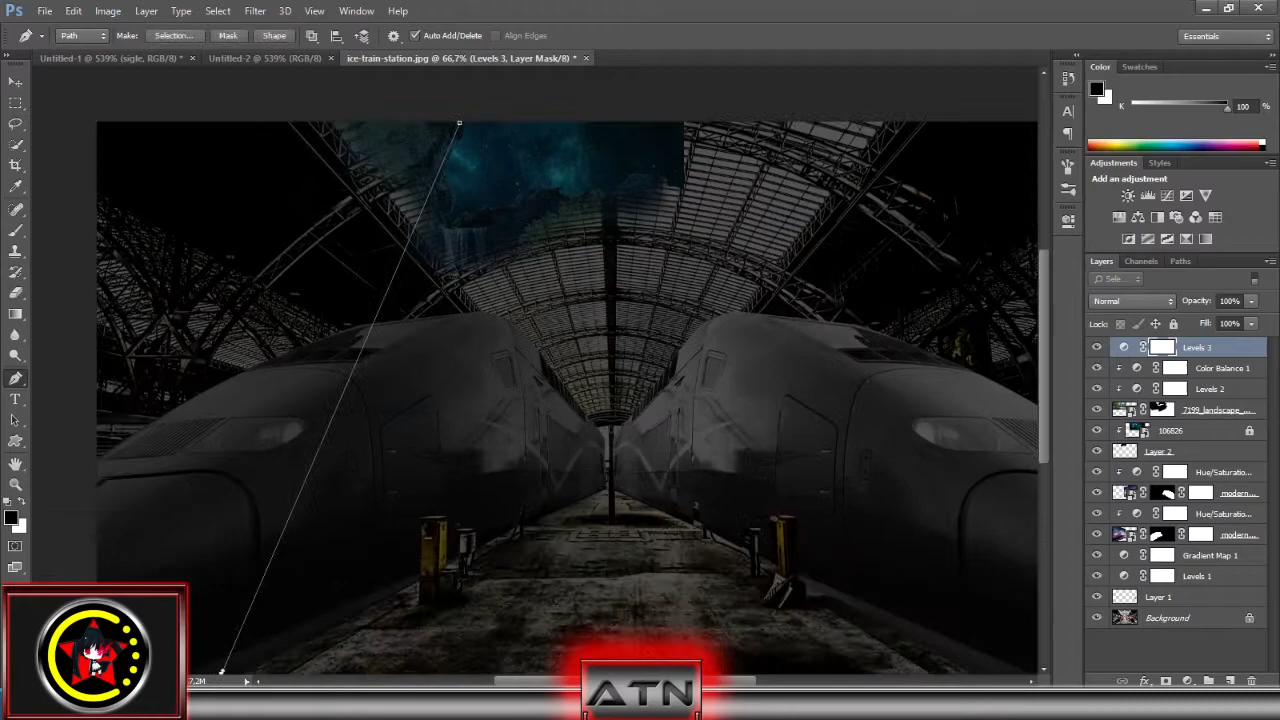 Ps File Edit Image Layer Type Select Filter 3D View Window Help
Path Make: Selection... Mask Shape Auto Add/Delete Align Edges Essentials
Untitled-1 @ 539% (sigle, RGB/8) * × Untitled-2 @ 539% (RGB/8) × ice-train-station.jpg @ 66,7% (Levels 3, Layer Mask/8) * ×
Color Swatches
K 100 %
Adjustments Styles
Add an adjustment
Layers Channels Paths
Sele...
Normal Opacity: 100%
Lock: Fill: 100%
Levels 3
Color Balance 1
Levels 2
7199_landscape_...
106826
Layer 2
Hue/Saturatio...
modern...
Hue/Saturatio...
modern...
Gradient Map 1
Levels 1
Layer 1
Background
7,2M
ATN